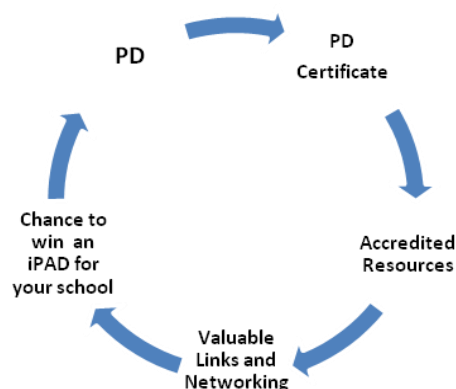 PD
PD
Certificate
Accredited
Resources
Valuable
Links and
Networking
Chance to
win an
iPAD for
your school